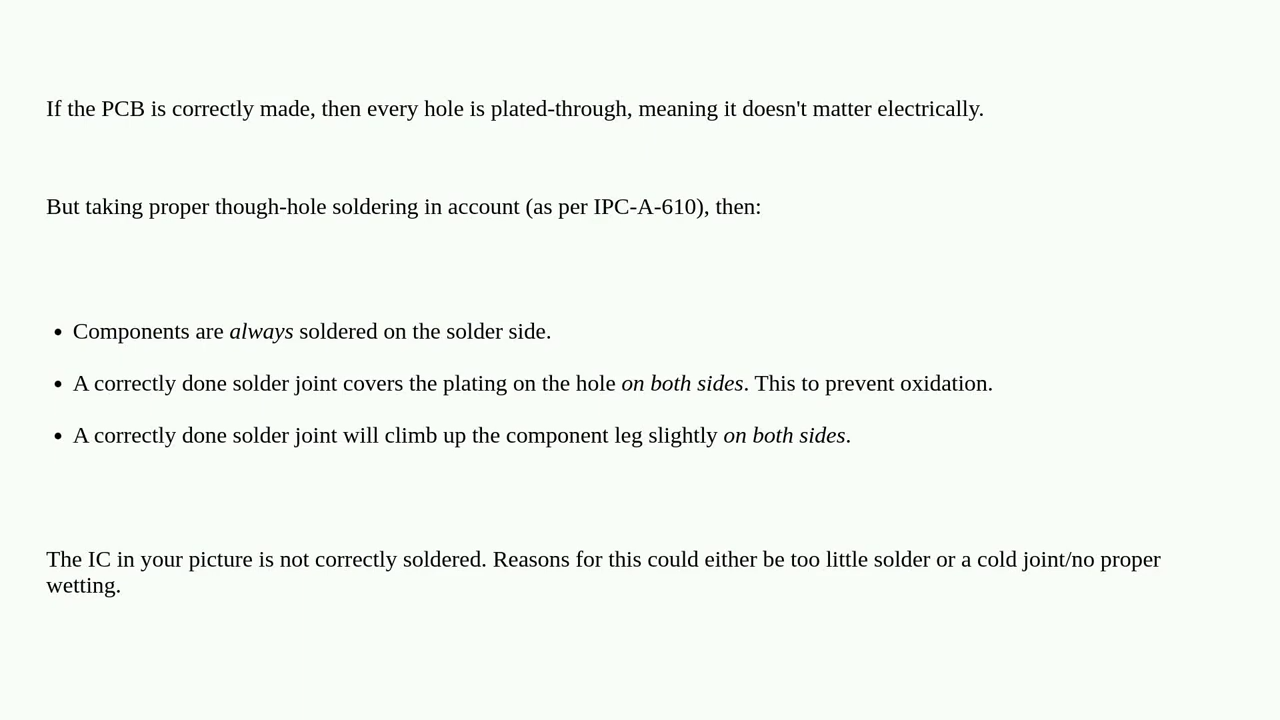 If the PCB is correctly made, then every hole is plated-through, meaning it doesn't matter electrically.
But taking proper though-hole soldering in account (as per IPC-A-610), then:
• Components are always soldered on the solder side.
• A correctly done solder joint covers the plating on the hole on both sides. This to prevent oxidation.
• A correctly done solder joint will climb up the component leg slightly on both sides.
The IC in your picture is not correctly soldered. Reasons for this could either be too little solder or a cold joint/no proper
wetting.